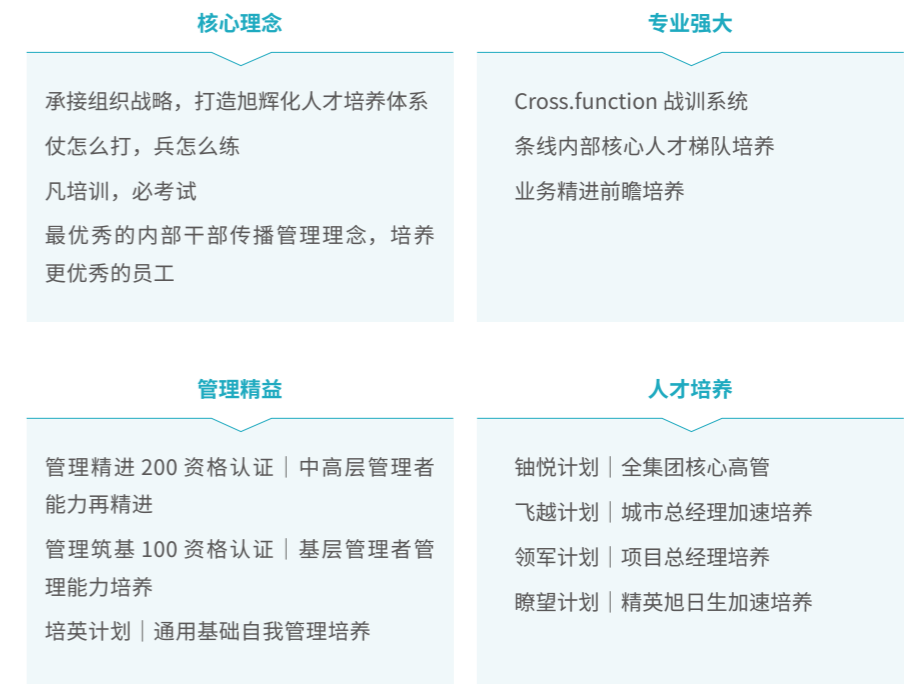 核心理念
承接组织战略，打造旭辉化人才培养体系
仗怎么打，兵怎么练
凡培训，必考试
最优秀的内部干部传播管理理念，培养
更优秀的员工
专业强大
Cross.function 战训系统
条线内部核心人才梯队培养
业务精进前瞻培养
管理精益
管理精进 200 资格认证｜中高层管理者
能力再精进
管理筑基 100 资格认证｜基层管理者管
理能力培养
培英计划｜通用基础自我管理培养
人才培养
铀悦计划｜全集团核心高管
飞越计划｜城市总经理加速培养
领军计划｜项目总经理培养
瞭望计划｜精英旭日生加速培养